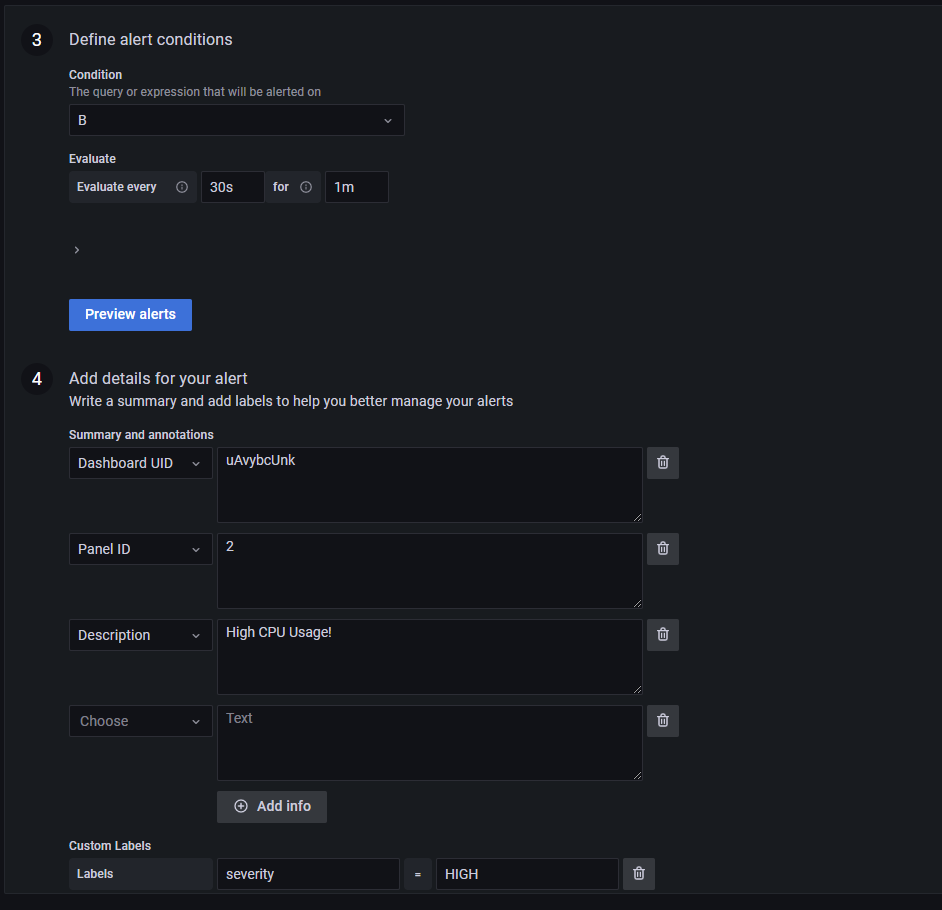 3 Define alert conditions
Condition
The query or expression that will be alerted on
B
Evaluate
Evaluate every 30s for 1m
Preview alerts
4 Add details for your alert
Write a summary and add labels to help you better manage your alerts
Summary and annotations
Dashboard UID uAvybcUnk
Panel ID 2
Description High CPU Usage!
Choose Text
Add info
Custom Labels
Labels severity = HIGH